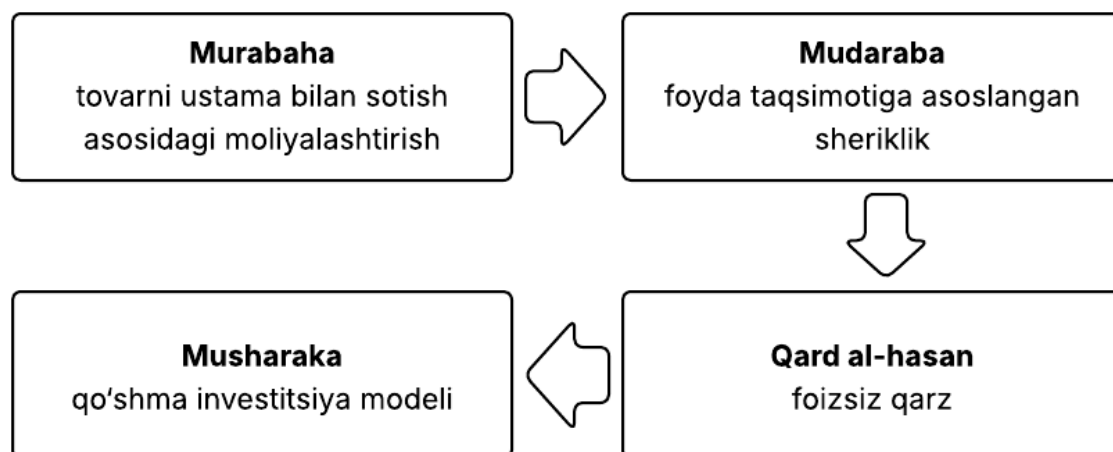 Murabaha
tovarni ustama bilan sotish
asosidagi moliyalashtirish
Mudaraba
foyda taqsimotiga asoslangan
sheriklik
Musharaka
qo‘shma investitsiya modeli
Qard al-hasan
foizsiz qarz